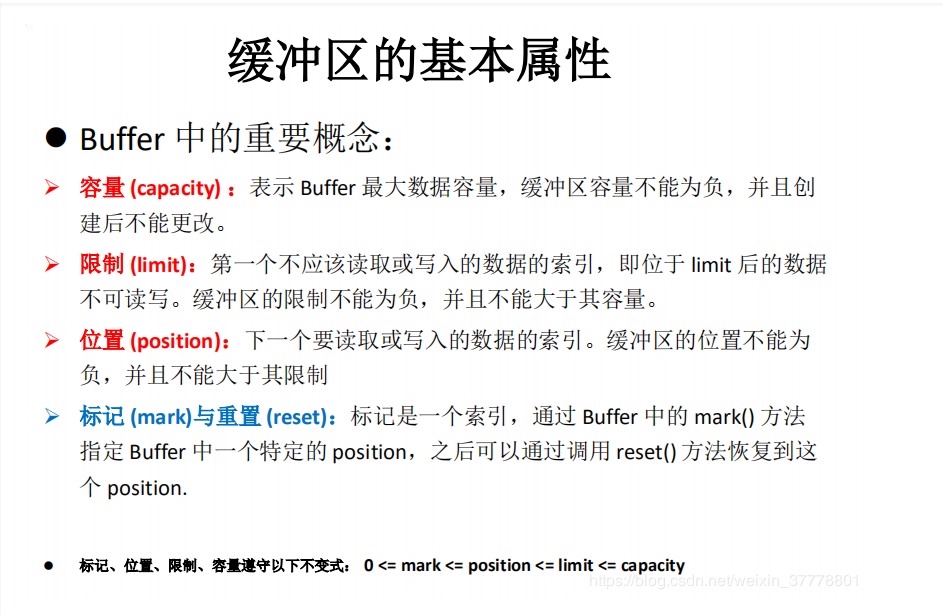 缓冲区的基本属性
● Buffer 中的重要概念：
➢ 容量 (capacity) ：表示 Buffer 最大数据容量，缓冲区容量不能为负，并且创
建后不能更改。
➢ 限制 (limit)：第一个不应该读取或写入的数据的索引，即位于 limit 后的数据
不可读写。缓冲区的限制不能为负，并且不能大于其容量。
➢ 位置 (position)：下一个要读取或写入的数据的索引。缓冲区的位置不能为
负，并且不能大于其限制
➢ 标记 (mark)与重置 (reset)：标记是一个索引，通过 Buffer 中的 mark() 方法
指定 Buffer 中一个特定的 position，之后可以通过调用 reset() 方法恢复到这
个 position.
● 标记、位置、限制、容量遵守以下不变式： 0 <= mark <= position <= limit <= capacity
https://blog.csdn.net/weixin_37778801